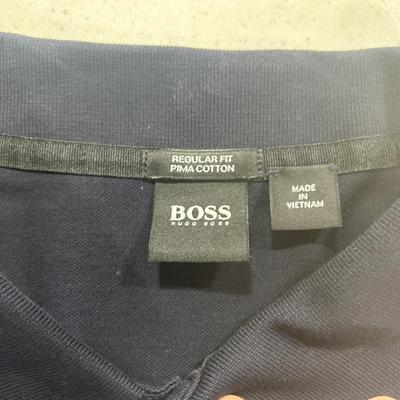 REGULAR FIT
PIMA COTTON
BOSS
HUGO BOSS
MADE
IN
VIETNAM